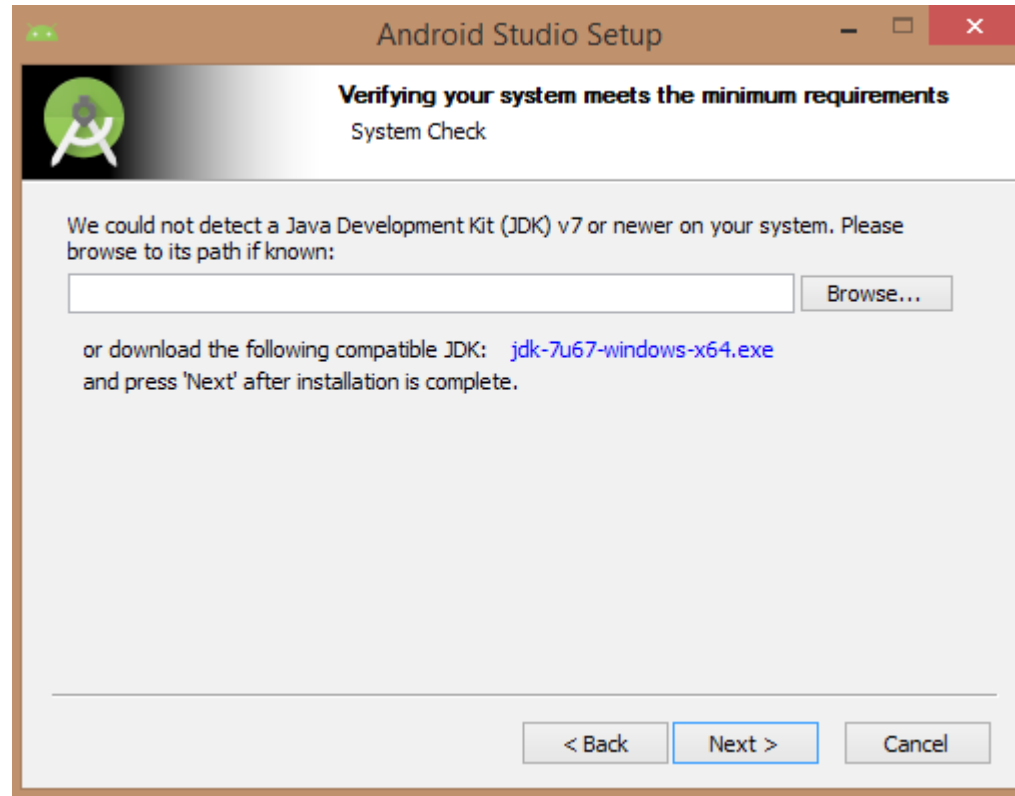 Android Studio Setup
Verifying your system meets the minimum requirements
System Check
We could not detect a Java Development Kit (JDK) v7 or newer on your system. Please
browse to its path if known:
Browse...
or download the following compatible JDK: jdk-7u67-windows-x64.exe
and press 'Next' after installation is complete.
< Back Next > Cancel